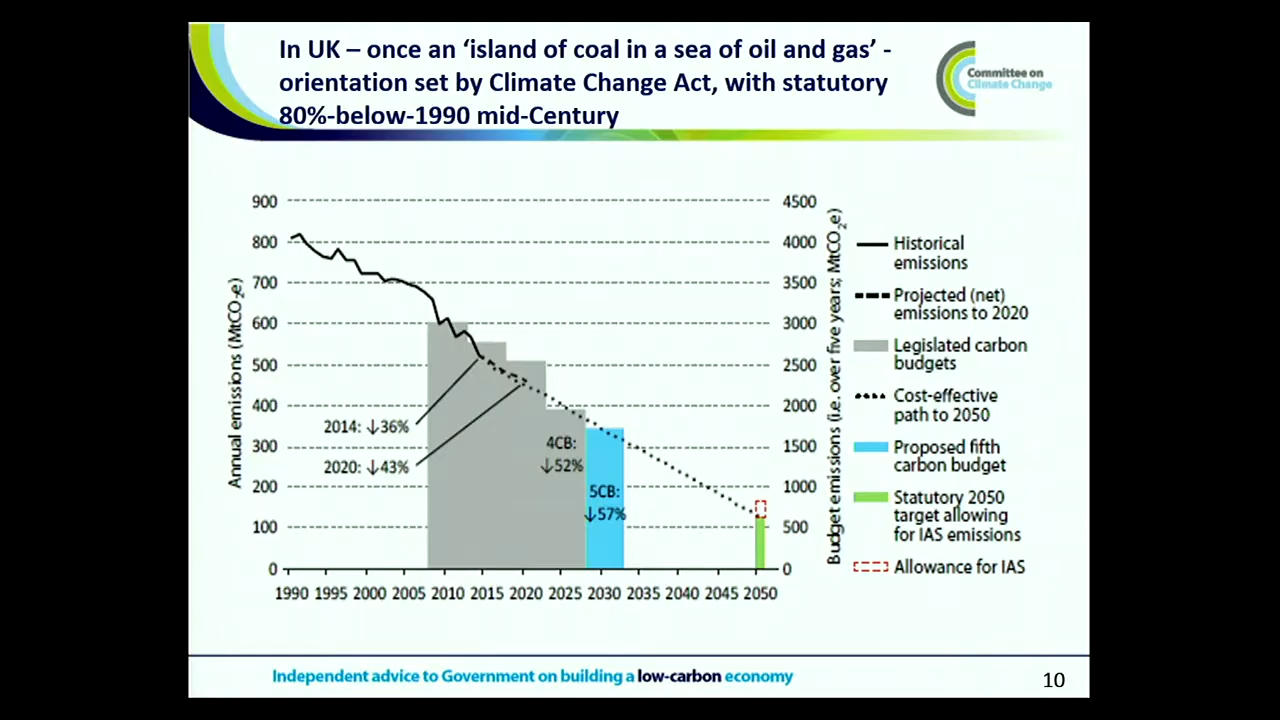 In UK – once an ‘island of coal in a sea of oil and gas’ -
orientation set by Climate Change Act, with statutory
80%-below-1990 mid-Century
Committee on
Climate Change
Annual emissions (MtCO₂e)
900
800
700
600
500
400
300
200
100
0
2014: ↓36%
2020: ↓43%
4CB:
↓52%
5CB:
↓57%
1990 1995 2000 2005 2010 2015 2020 2025 2030 2035 2040 2045 2050
4500
4000
3500
3000
2500
2000
1500
1000
500
0
Budget emissions (i.e. over five years; MtCO₂e)
Historical
emissions
Projected (net)
emissions to 2020
Legislated carbon
budgets
Cost-effective
path to 2050
Proposed fifth
carbon budget
Statutory 2050
target allowing
for IAS emissions
Allowance for IAS
Independent advice to Government on building a low-carbon economy
10